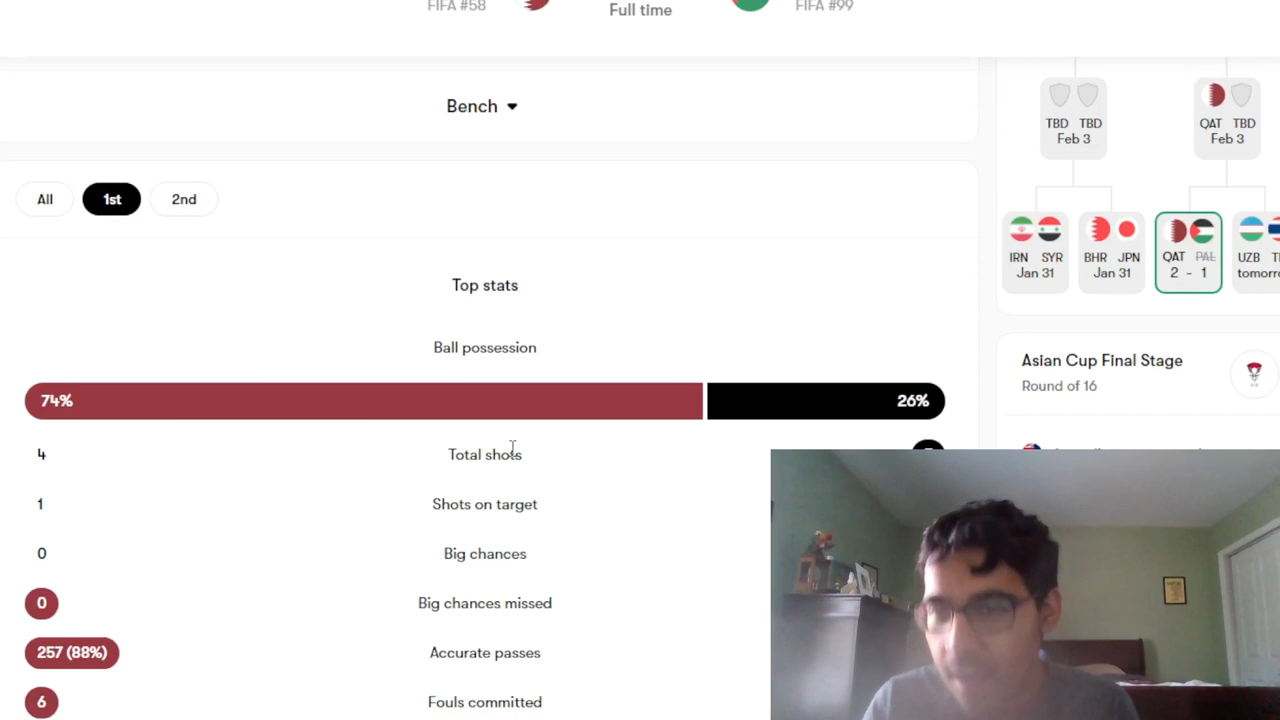 FIFA #58
Full time
FIFA #99
Bench
All
1st
2nd
Top stats
Ball possession
74%
26%
4
Total shots
1
Shots on target
0
Big chances
0
Big chances missed
257 (88%)
Accurate passes
6
Fouls committed
TBD TBD
Feb 3
QAT TBD
Feb 3
IRN SYR
Jan 31
BHR JPN
Jan 31
QAT PAL
2 - 1
UZB
Asian Cup Final Stage
Round of 16